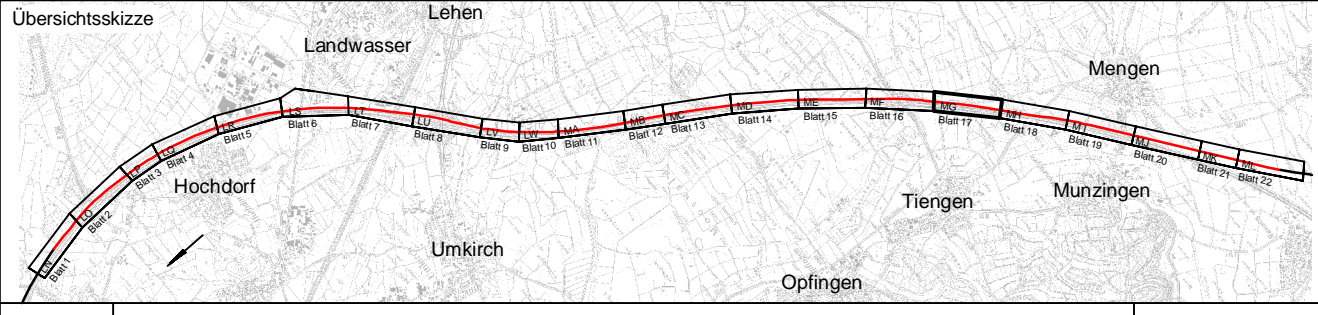 Übersichtsskizze
Lehen
Landwasser
Mengen
Hochdorf
Umkirch
Tiengen
Munzingen
Opfingen
LN
Blatt 1
LO
Blatt 2
LP
Blatt 3
LQ
Blatt 4
LR
Blatt 5
LS
Blatt 6
LT
Blatt 7
LU
Blatt 8
LV
Blatt 9
LW
Blatt 10
MA
Blatt 11
MB
Blatt 12
MC
Blatt 13
MD
Blatt 14
ME
Blatt 15
MF
Blatt 16
MG
Blatt 17
MH
Blatt 18
MI
Blatt 19
MJ
Blatt 20
MK
Blatt 21
ML
Blatt 22